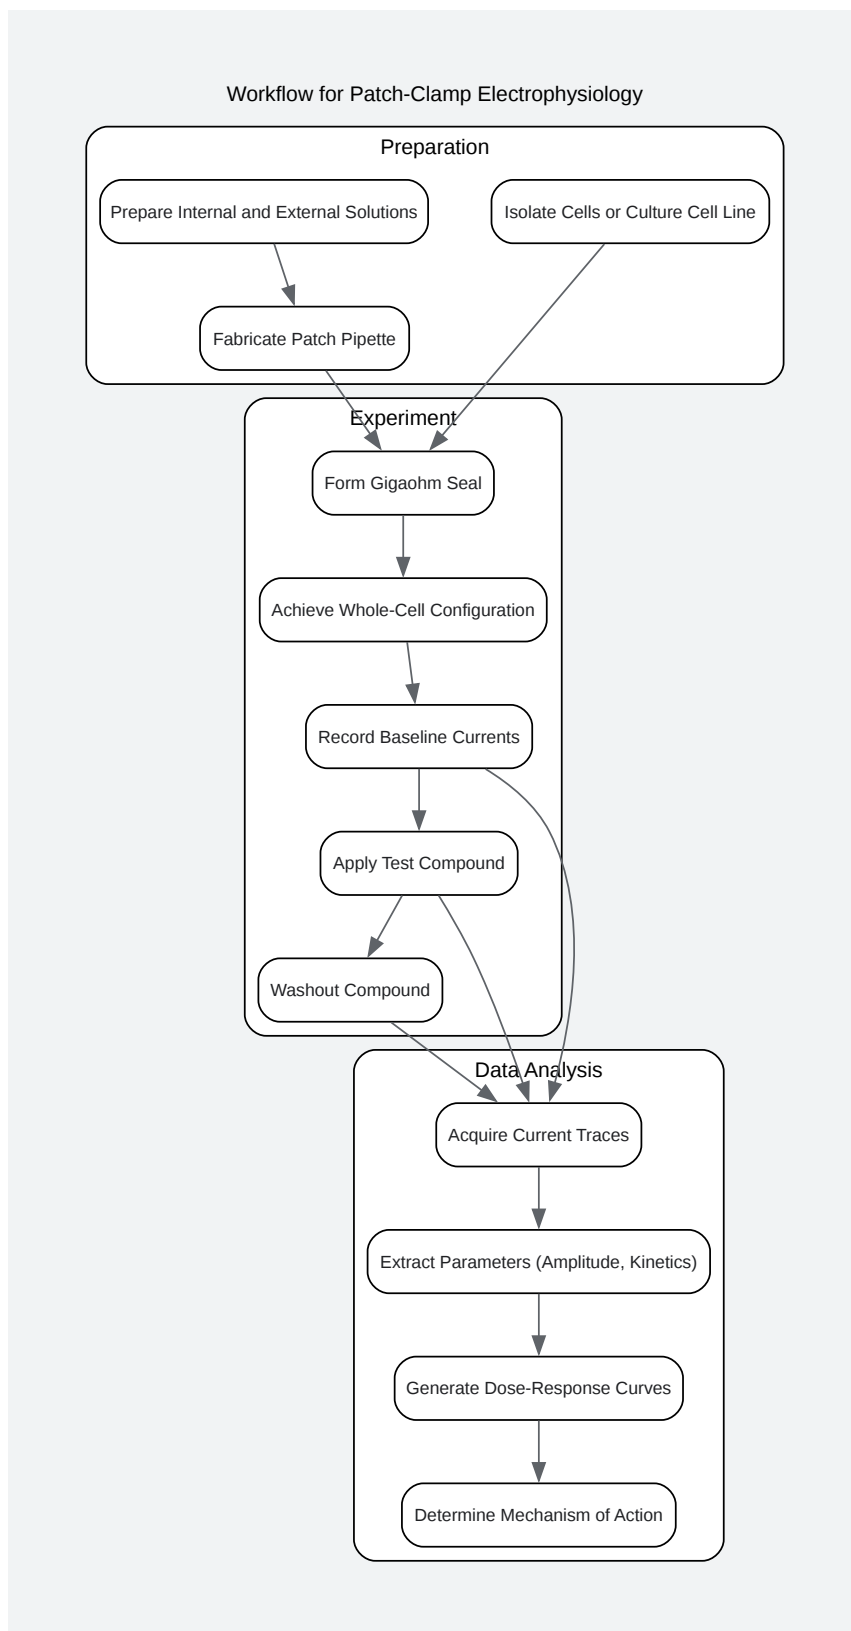 Workflow for Patch-Clamp Electrophysiology
Preparation
Prepare Internal and External Solutions
Isolate Cells or Culture Cell Line
Fabricate Patch Pipette
Experiment
Form Gigaohm Seal
Achieve Whole-Cell Configuration
Record Baseline Currents
Apply Test Compound
Washout Compound
Data Analysis
Acquire Current Traces
Extract Parameters (Amplitude, Kinetics)
Generate Dose-Response Curves
Determine Mechanism of Action